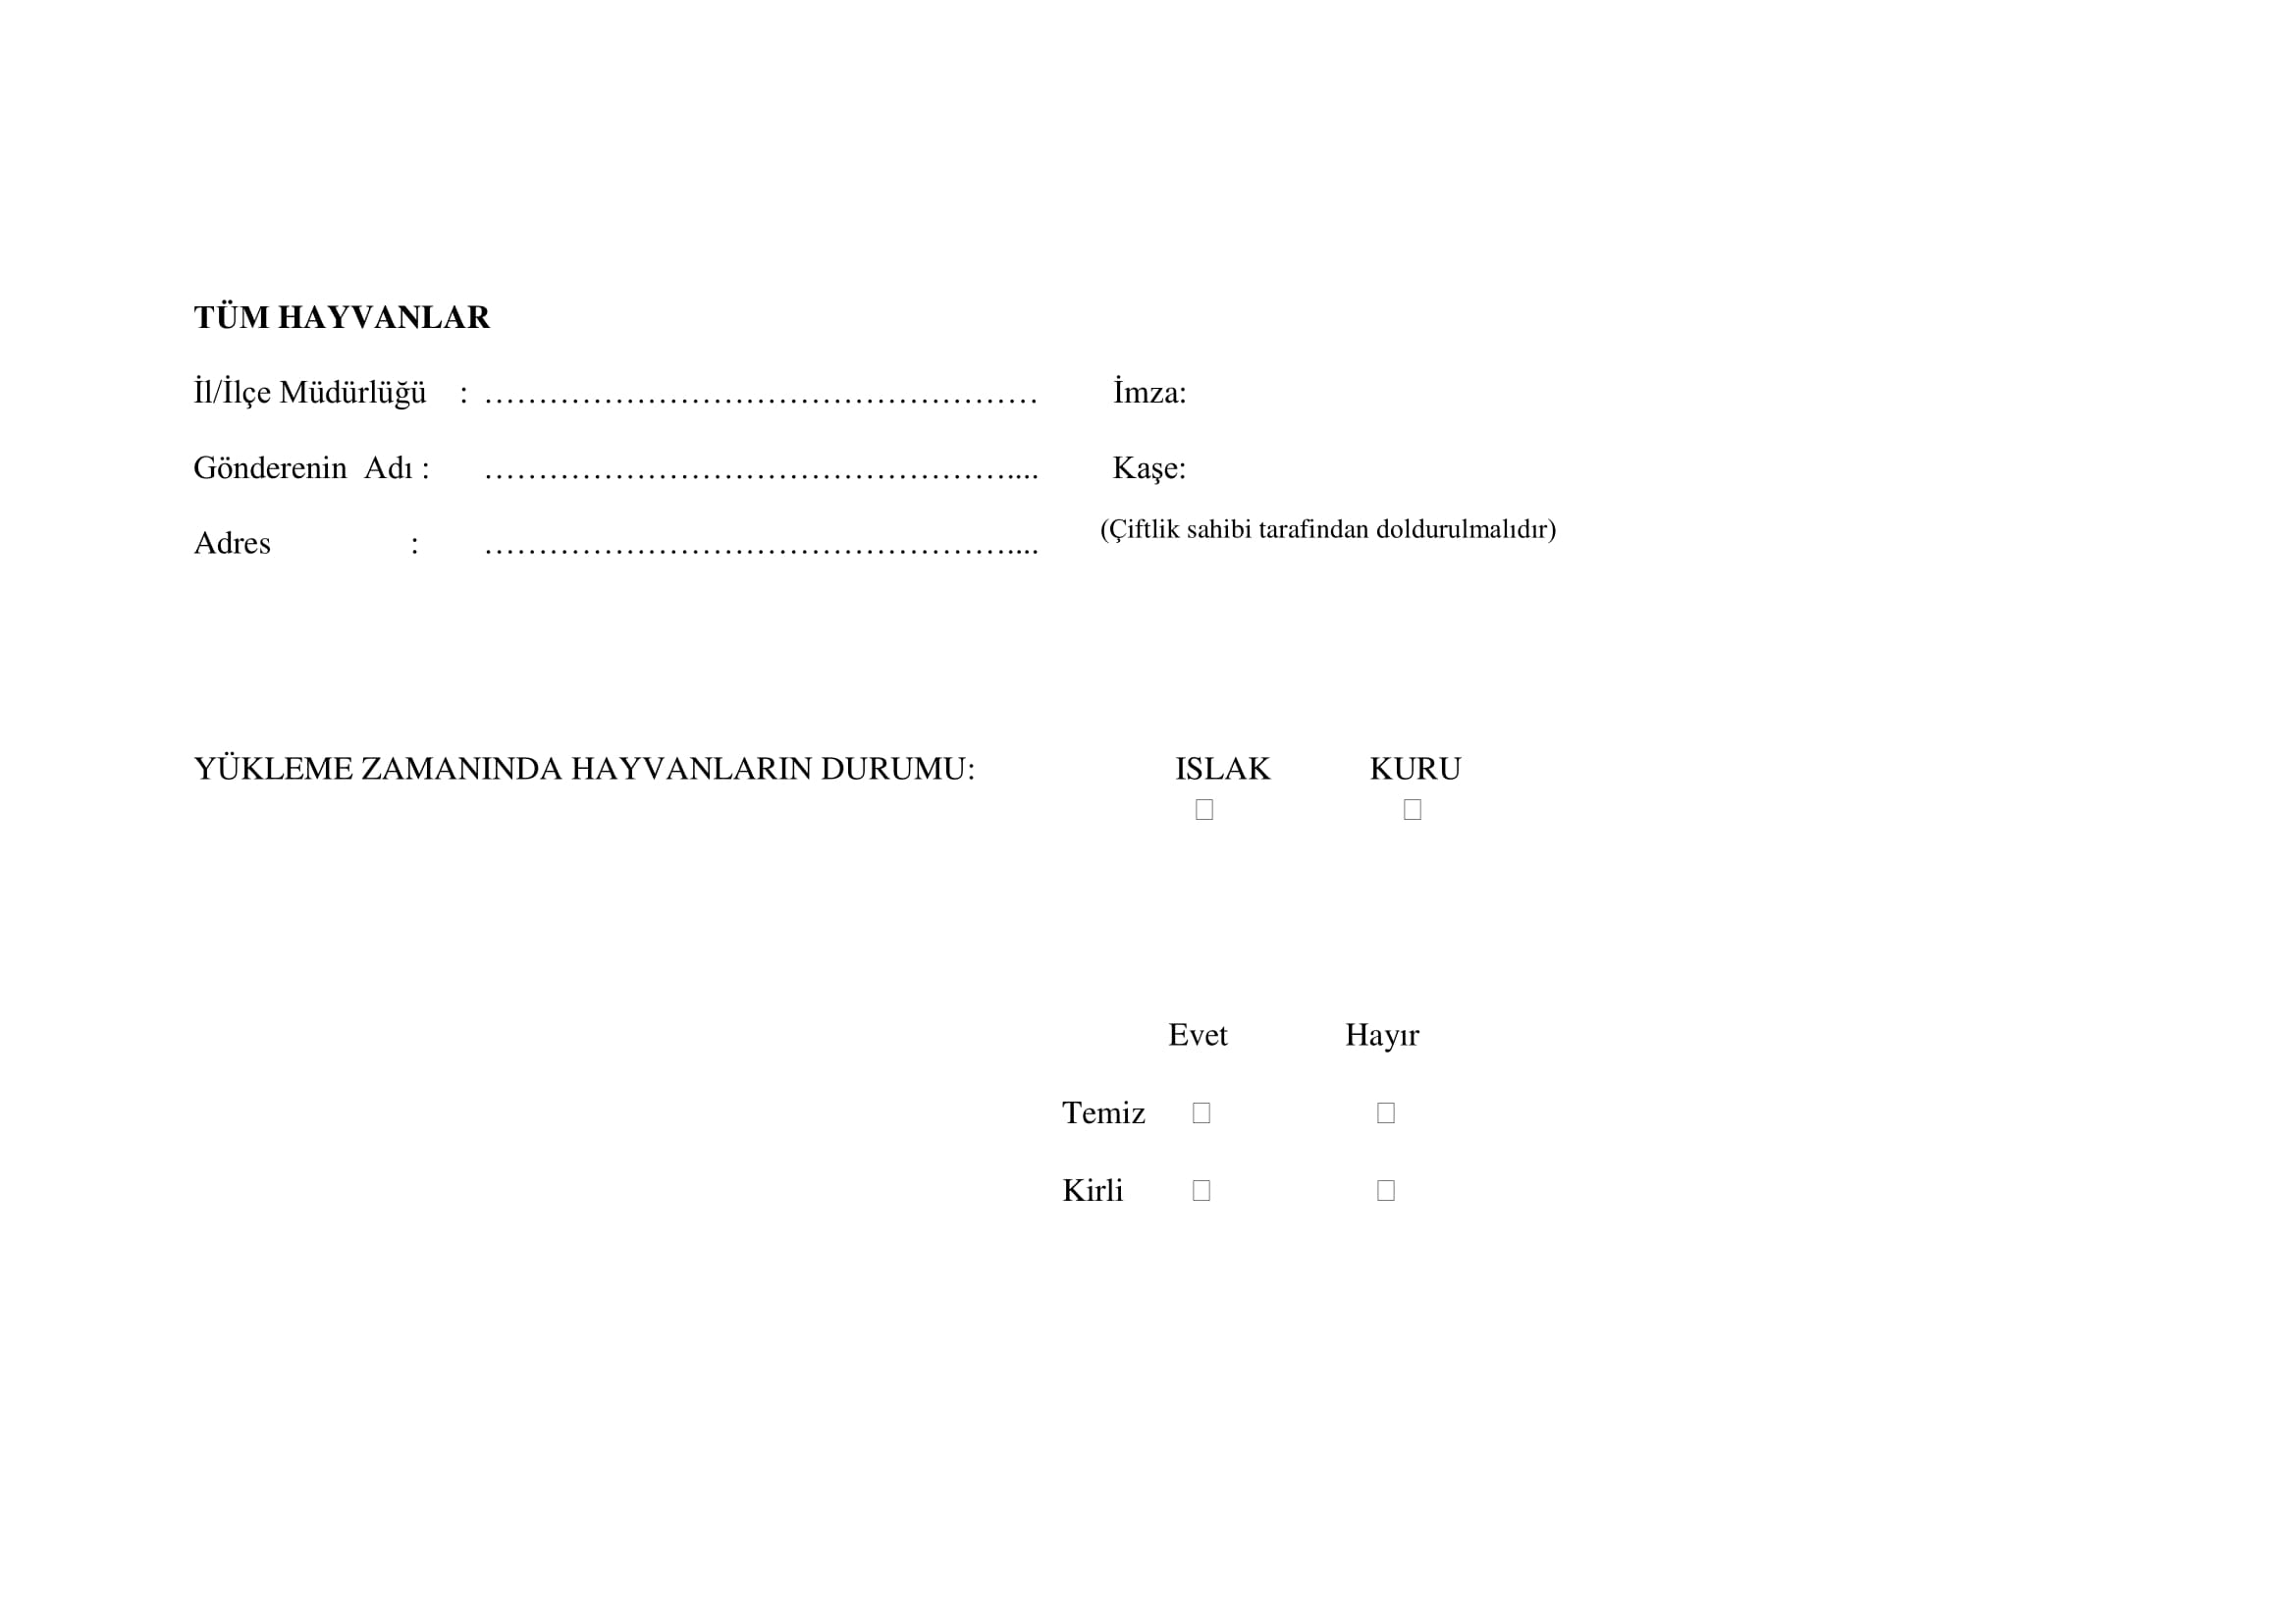 TÜM HAYVANLAR
İl/İlçe Müdürlüğü : …………………………………………… İmza:
Gönderenin Adı : ………………………………………….... Kaşe:
(Çiftlik sahibi tarafindan doldurulmalıdır)
Adres : …………………………………………....
YÜKLEME ZAMANINDA HAYVANLARIN DURUMU: ISLAK KURU
□ □
Evet Hayır
Temiz □ □
Kirli □ □